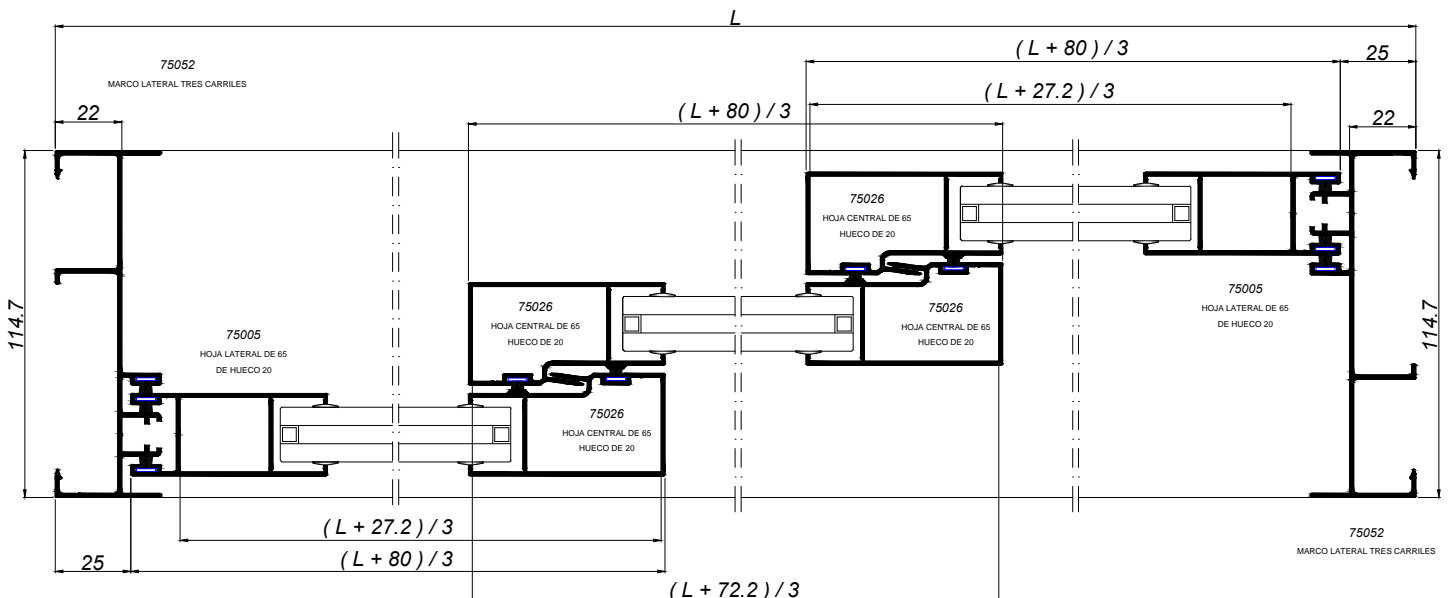 L
( L + 80 ) / 3
25
75052
MARCO LATERAL TRES CARRILES
( L + 27.2 ) / 3
( L + 80 ) / 3
22
22
75026
HOJA CENTRAL DE 65
HUECO DE 20
114.7
75026
HOJA CENTRAL DE 65
HUECO DE 20
75026
HOJA CENTRAL DE 65
HUECO DE 20
75005
HOJA LATERAL DE 65
DE HUECO 20
114.7
75005
HOJA LATERAL DE 65
DE HUECO 20
75026
HOJA CENTRAL DE 65
HUECO DE 20
( L + 27.2 ) / 3
75052
MARCO LATERAL TRES CARRILES
25
( L + 80 ) / 3
( L + 72.2 ) / 3